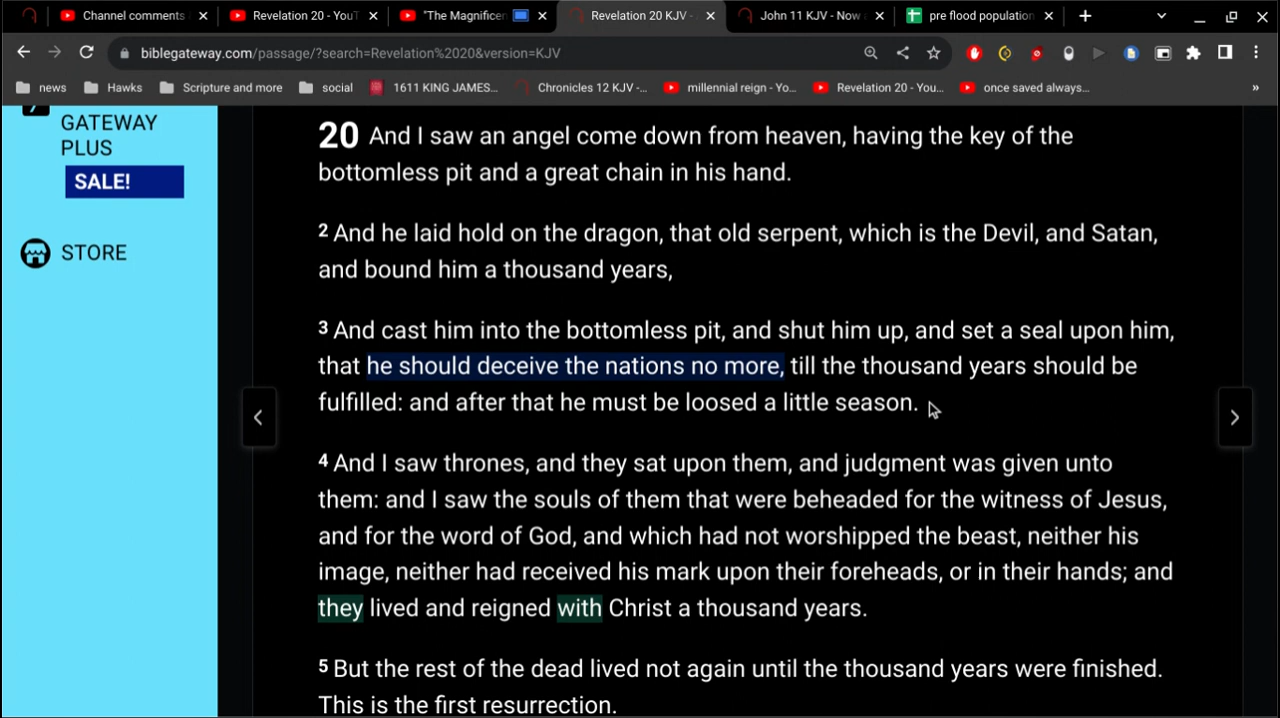 Channel comments
Revelation 20 - YouT
"The Magnificen
Revelation 20 KJV -
John 11 KJV - Now a
pre flood population
biblegateway.com/passage/?search=Revelation%2020&version=KJV
news
Hawks
Scripture and more
social
1611 KING JAMES...
Chronicles 12 KJV -...
millennial reign - Yo...
Revelation 20 - You...
once saved always...
»
GATEWAY
PLUS
SALE!
STORE
20 And I saw an angel come down from heaven, having the key of the
bottomless pit and a great chain in his hand.
2 And he laid hold on the dragon, that old serpent, which is the Devil, and Satan,
and bound him a thousand years,
3 And cast him into the bottomless pit, and shut him up, and set a seal upon him,
that he should deceive the nations no more, till the thousand years should be
fulfilled: and after that he must be loosed a little season.
4 And I saw thrones, and they sat upon them, and judgment was given unto
them: and I saw the souls of them that were beheaded for the witness of Jesus,
and for the word of God, and which had not worshipped the beast, neither his
image, neither had received his mark upon their foreheads, or in their hands; and
they lived and reigned with Christ a thousand years.
5 But the rest of the dead lived not again until the thousand years were finished.
This is the first resurrection.